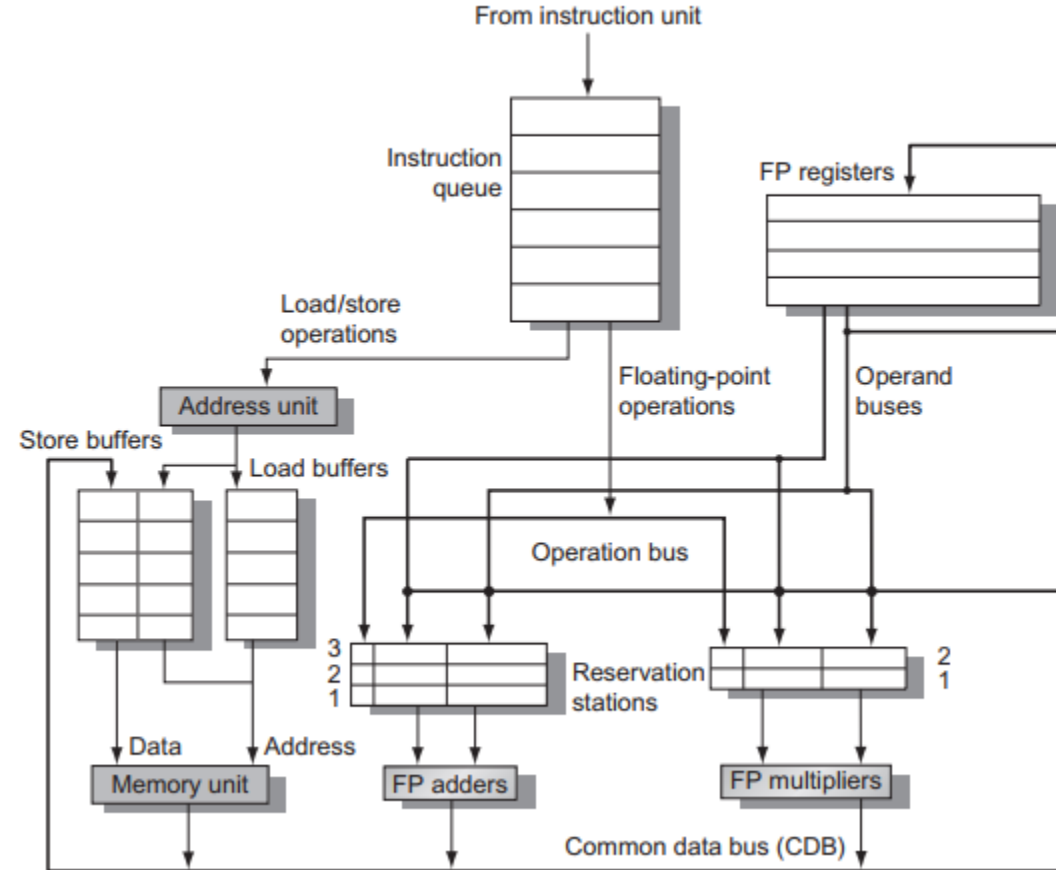 From instruction unit
Instruction
queue
FP registers
Load/store
operations
Floating-point
operations
Operand
buses
Address unit
Store buffers
Load buffers
Operation bus
3
2
1
Reservation
stations
2
1
Data
Address
Memory unit
FP adders
FP multipliers
Common data bus (CDB)